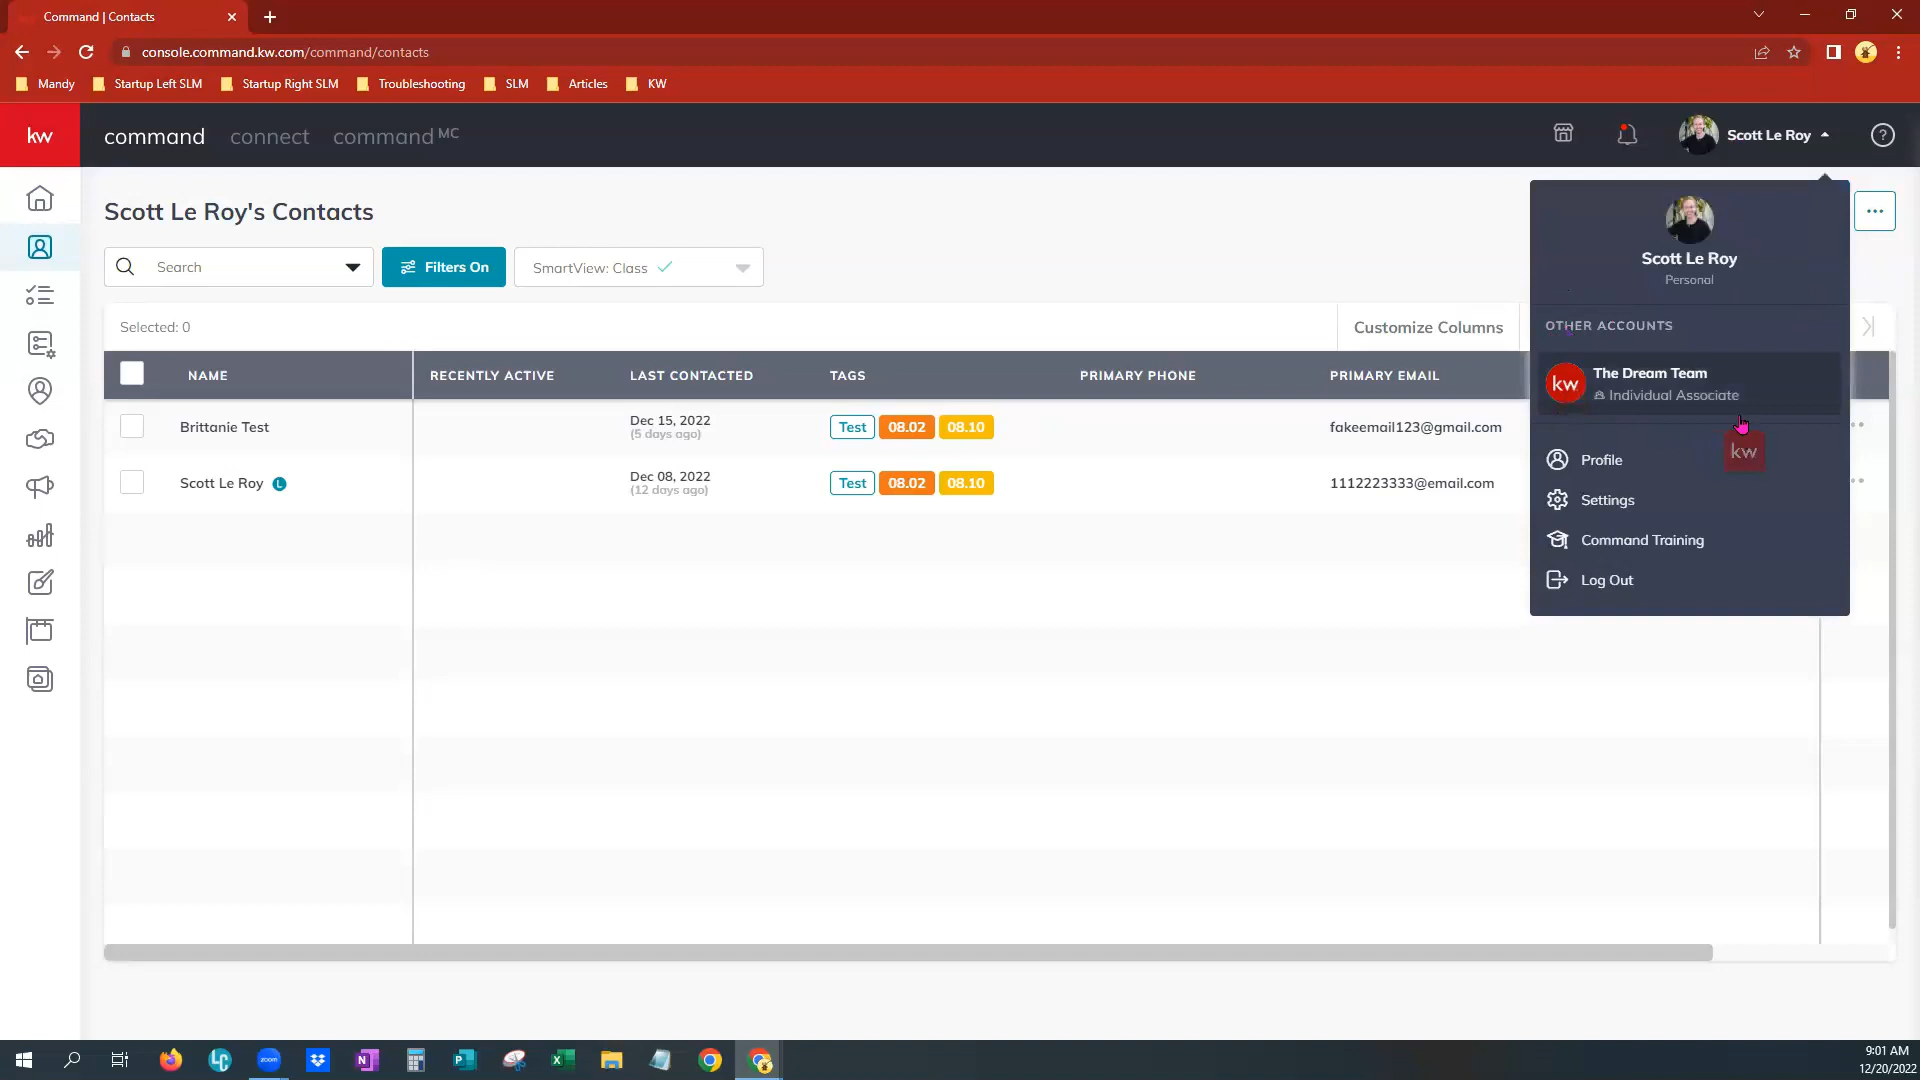 Command | Contacts
console.command.kw.com/command/contacts
Mandy Startup Left SLM Startup Right SLM Troubleshooting SLM Articles KW
kw command connect command MC Scott Le Roy
Scott Le Roy's Contacts
Search Filters On SmartView: Class
Selected: 0 Customize Columns
NAME RECENTLY ACTIVE LAST CONTACTED TAGS PRIMARY PHONE PRIMARY EMAIL
Brittanie Test Dec 15, 2022 Test 08.02 08.10 fakeemail123@gmail.com
(5 days ago)
Scott Le Roy L Dec 08, 2022 Test 08.02 08.10 1112223333@email.com
(12 days ago)
Scott Le Roy
Personal
OTHER ACCOUNTS
kw The Dream Team
Individual Associate
kw
Profile
Settings
Command Training
Log Out
LC zoom N P X
9:01 AM
12/20/2022